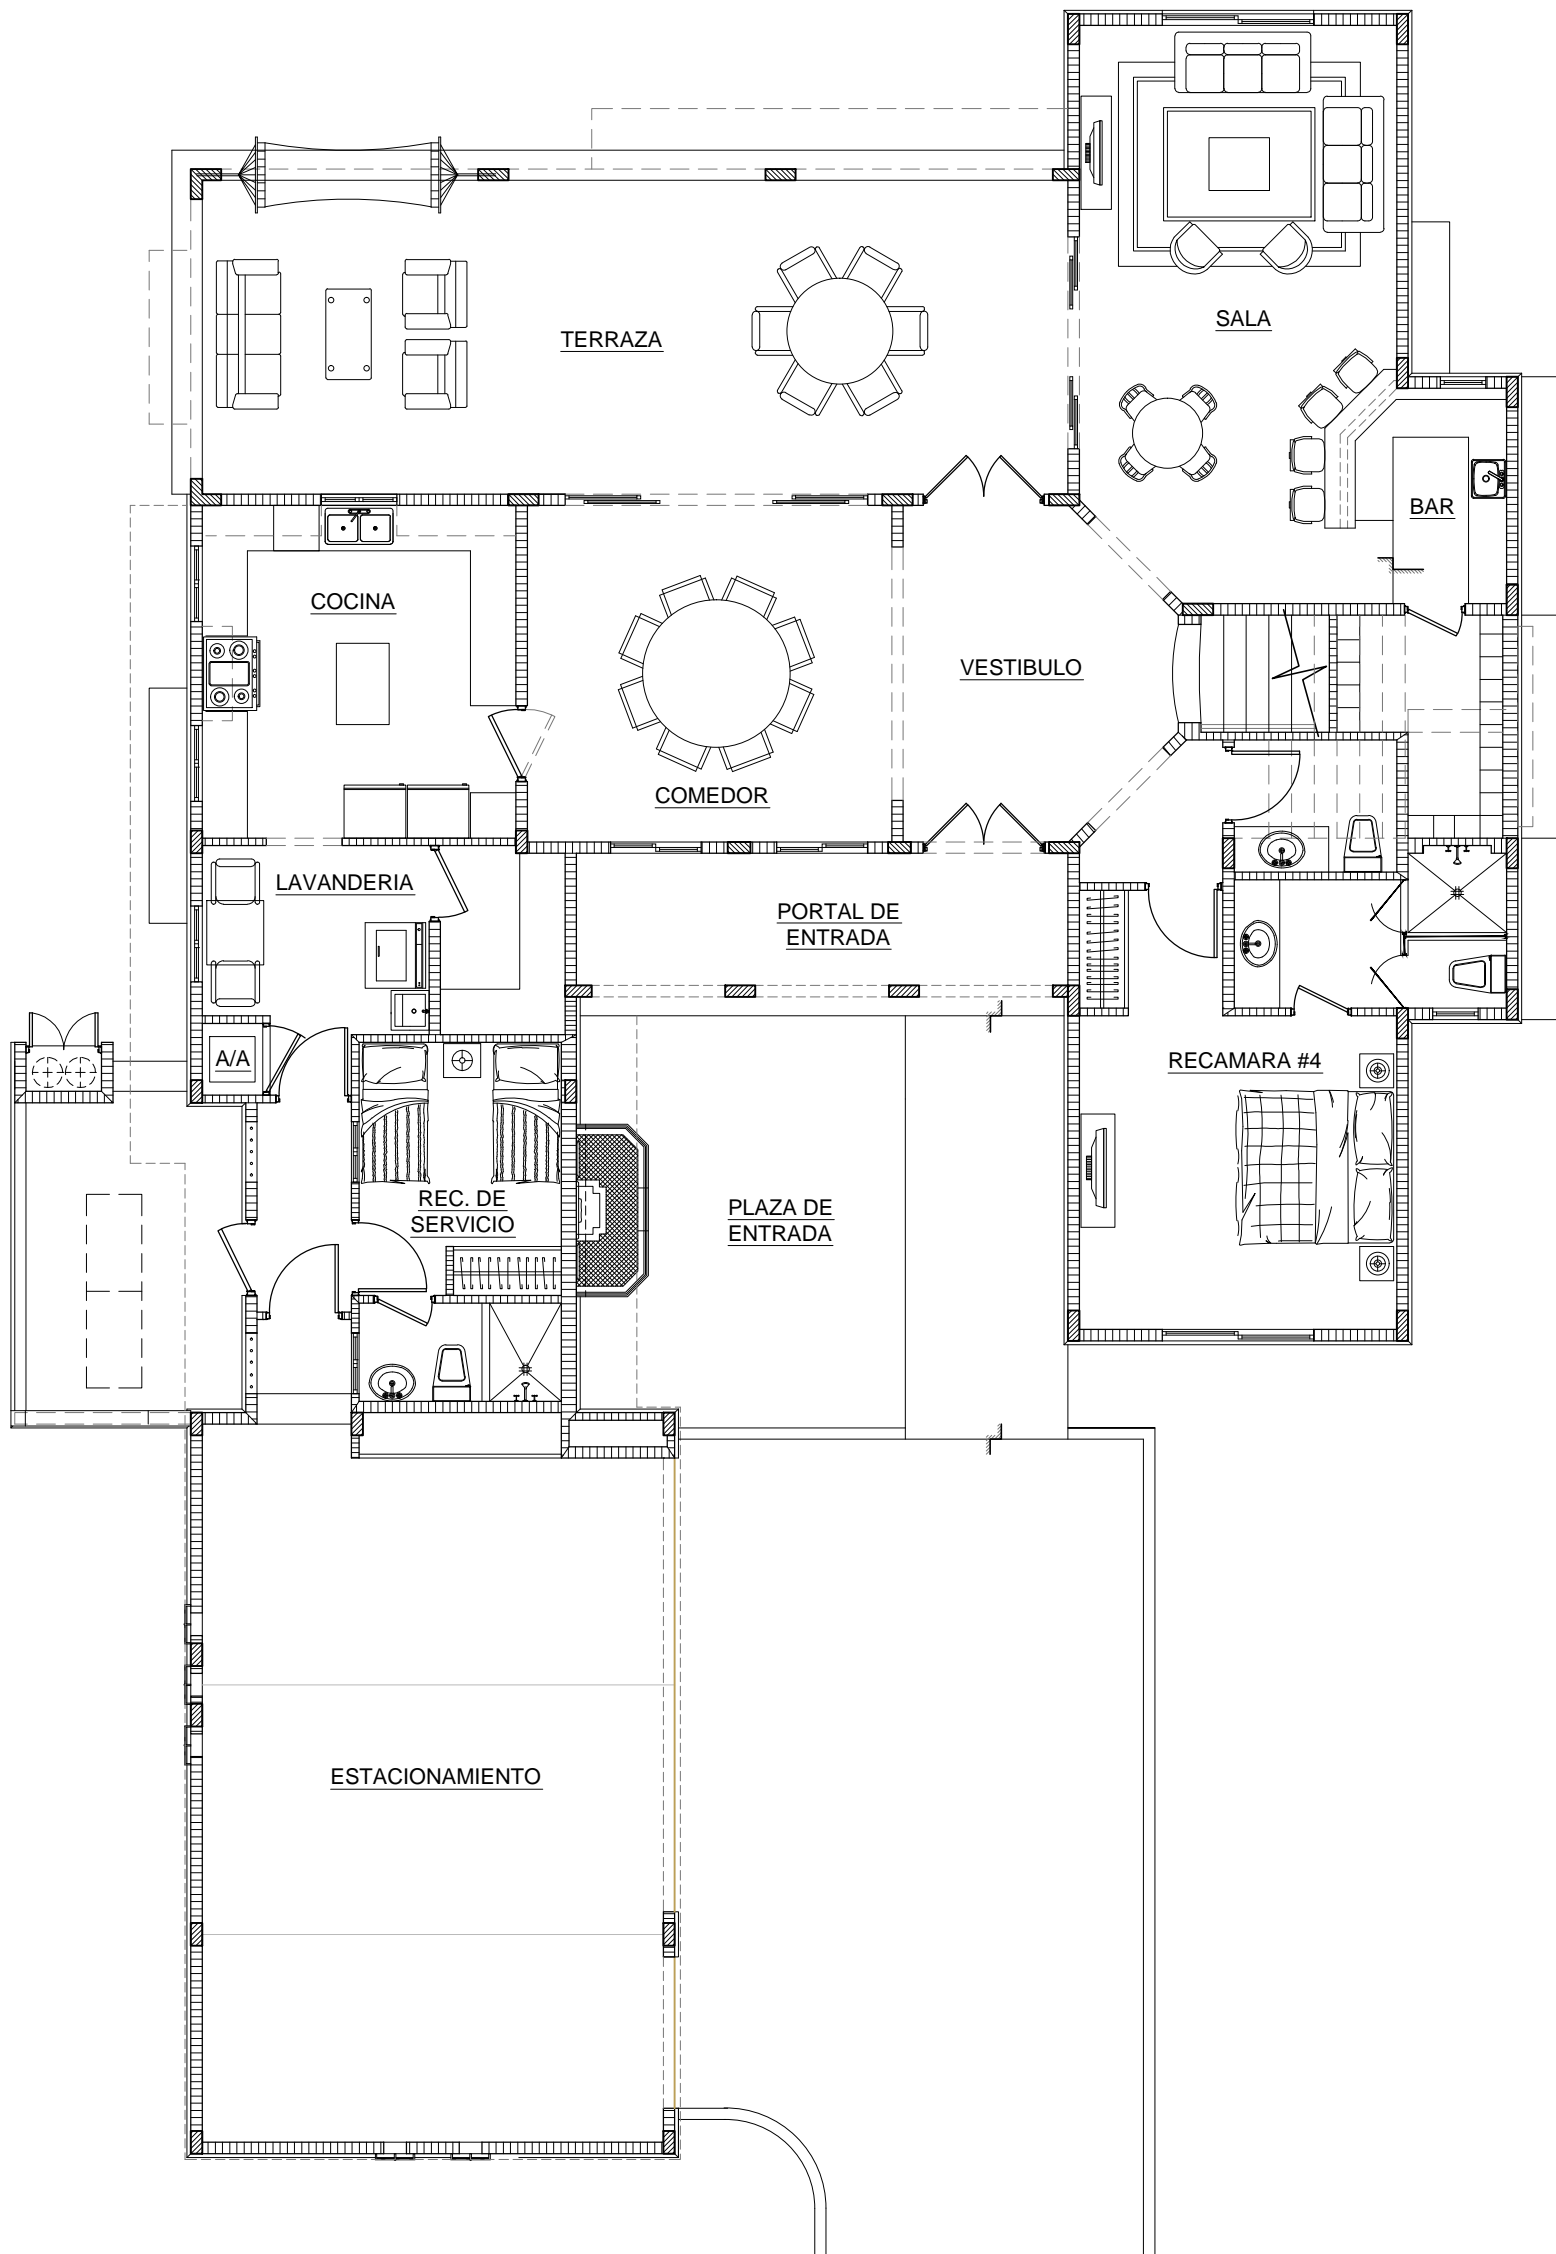 SALA
TERRAZA
BAR
COCINA
VESTIBULO
COMEDOR
LAVANDERIA
PORTAL DE
ENTRADA
A/A
RECAMARA #4
REC. DE
SERVICIO
PLAZA DE
ENTRADA
ESTACIONAMIENTO